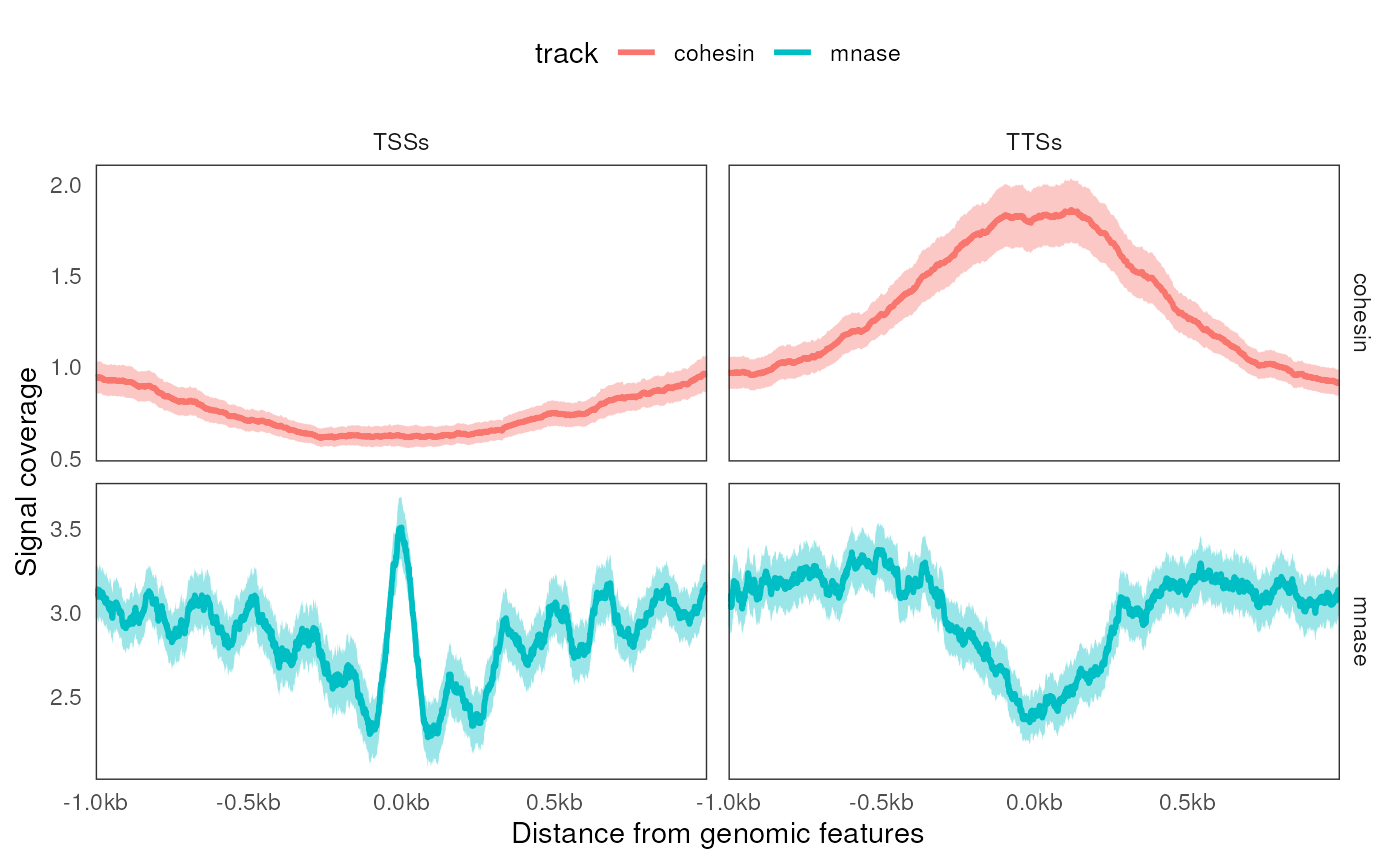 track cohesin mnase
TSSs TTSs
2.0
1.5
1.0
0.5
cohesin
Signal coverage
3.5
3.0
2.5
mnase
-1.0kb -0.5kb 0.0kb 0.5kb -1.0kb -0.5kb 0.0kb 0.5kb
Distance from genomic features